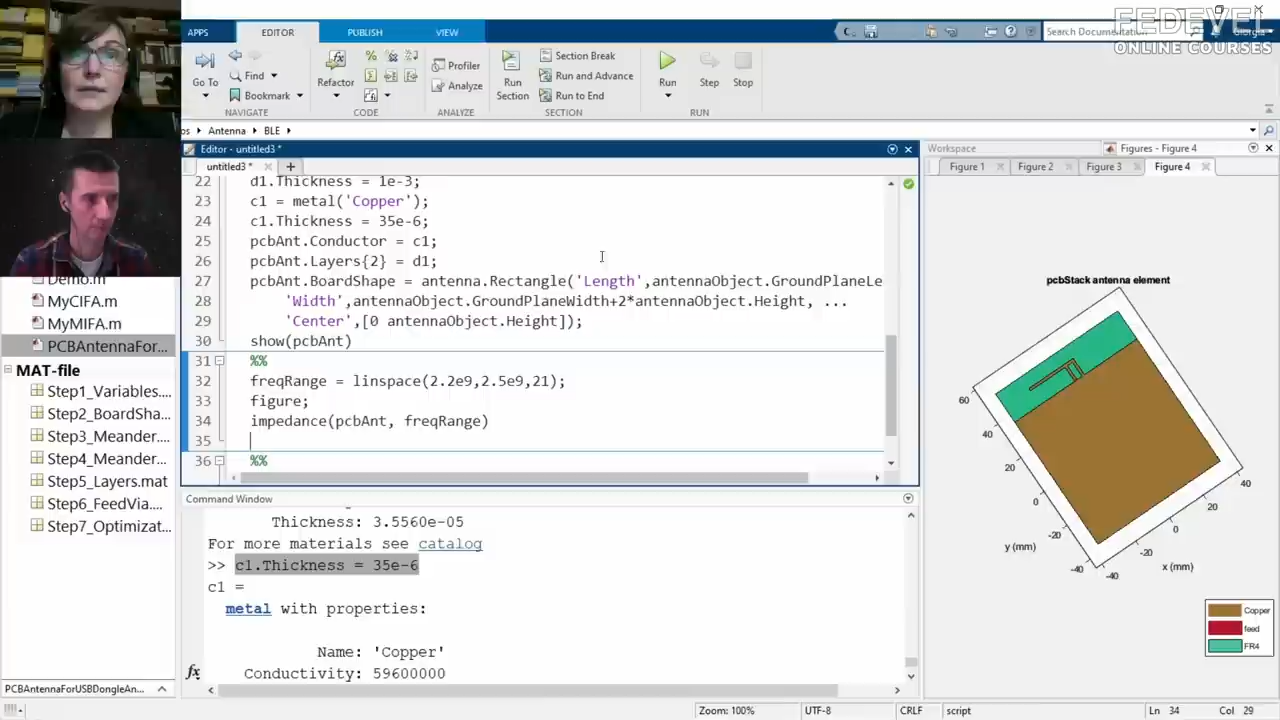 FEDEVEL
ONLINE COURSES
APPS
EDITOR
PUBLISH
VIEW
Search Documentation
Go To
Find
Bookmark
NAVIGATE
Refactor
CODE
Profiler
Analyze
ANALYZE
Run
Section
Section Break
Run and Advance
Run to End
SECTION
Run
Step
Stop
RUN
Antenna
BLE
Editor - untitled3 *
untitled3 *
22 d1.Thickness = 1e-3;
23 c1 = metal('Copper');
24 c1.Thickness = 35e-6;
25 pcbAnt.Conductor = c1;
26 pcbAnt.Layers{2} = d1;
27 pcbAnt.BoardShape = antenna.Rectangle('Length',antennaObject.GroundPlaneLe
28 'Width',antennaObject.GroundPlaneWidth+2*antennaObject.Height, ...
29 'Center',[0 antennaObject.Height]);
30 show(pcbAnt)
31 %%
32 freqRange = linspace(2.2e9,2.5e9,21);
33 figure;
34 impedance(pcbAnt, freqRange)
35
36 %%
Demo.m
MyCIFA.m
MyMIFA.m
PCBAntennaFor...
MAT-file
Step1_Variables...
Step2_BoardSha...
Step3_Meander...
Step4_Meander...
Step5_Layers.mat
Step6_FeedVia....
Step7_Optimizat...
PCBAntennaForUSBDongleAn...
Command Window
Thickness: 3.5560e-05
For more materials see catalog
>> c1.Thickness = 35e-6
c1 =
metal with properties:
Name: 'Copper'
Conductivity: 59600000
fx
Workspace
Figures - Figure 4
Figure 1
Figure 2
Figure 3
Figure 4
pcbStack antenna element
60
40
20
0
-20
-40
y (mm)
-40
-20
0
20
40
x (mm)
Copper
feed
FR4
Zoom: 100%
UTF-8
CRLF
script
Ln 34
Col 29